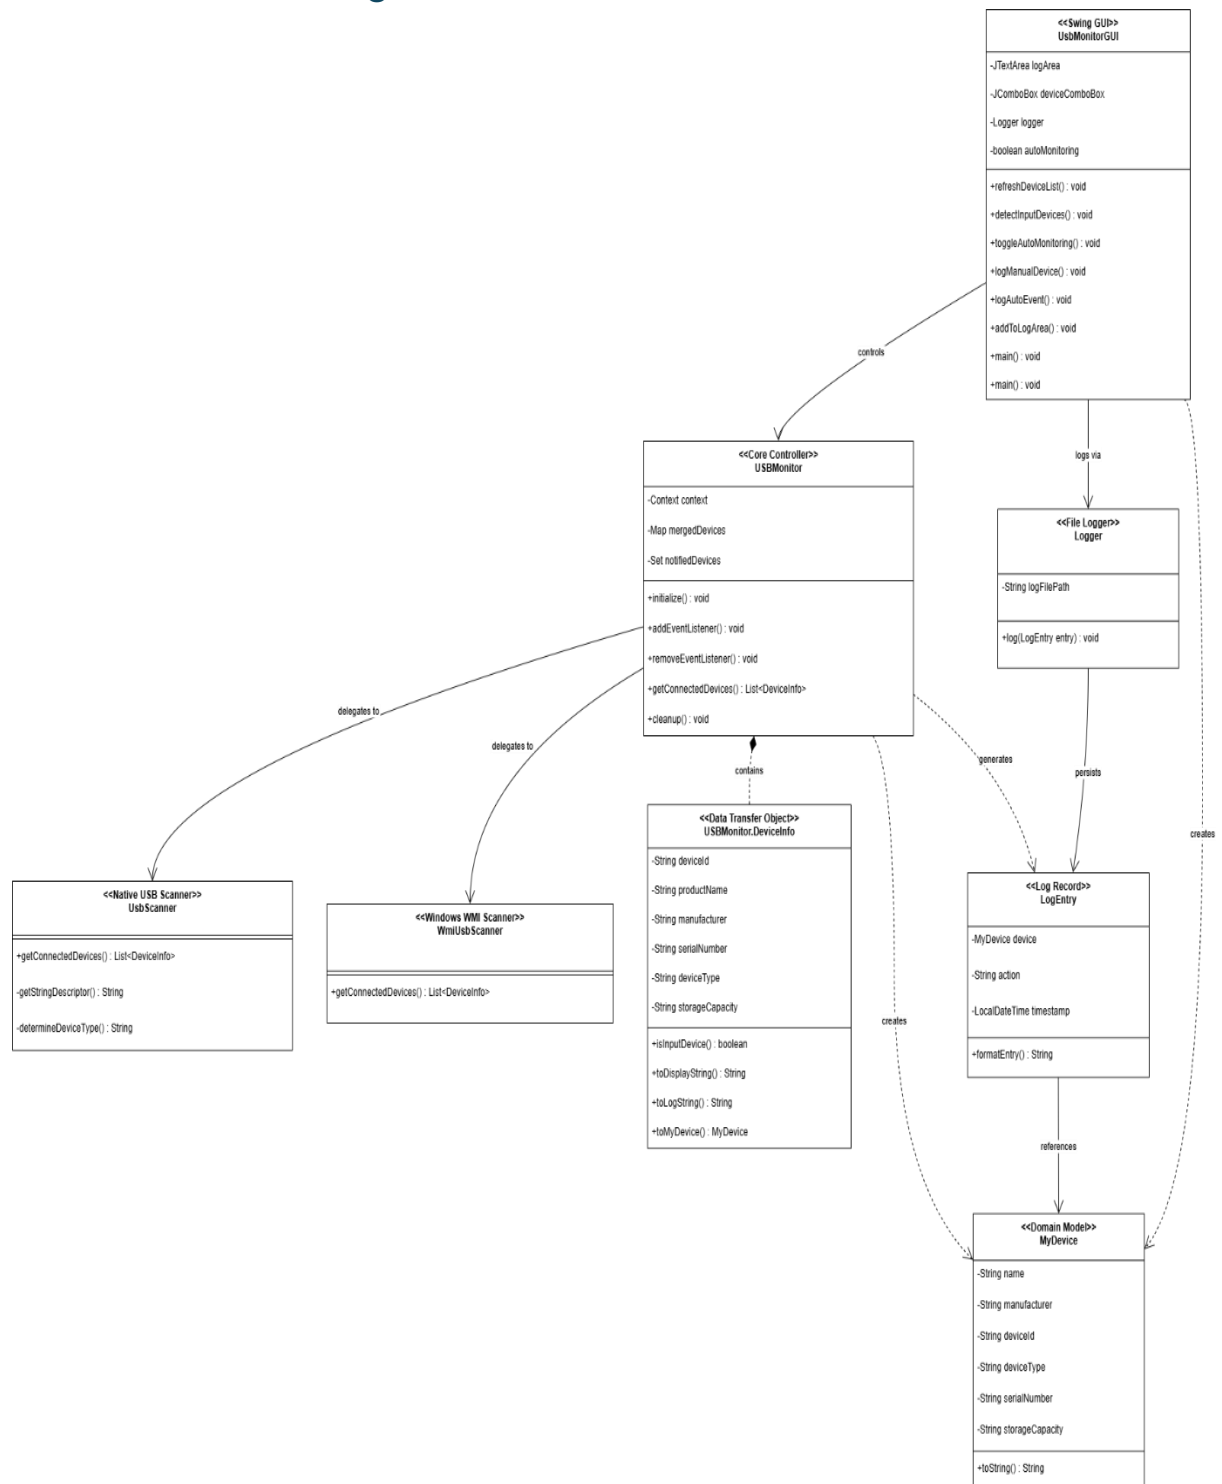 <<Swing GUI>>
UsbMonitorGUI
-JTextArea logArea
-JComboBox deviceComboBox
-Logger logger
-boolean autoMonitoring
+refreshDeviceList() : void
+detectInputDevices() : void
+toggleAutoMonitoring() : void
+logManualDevice() : void
+logAutoEvent() : void
+addToLogArea() : void
+main() : void
+main() : void
controls
logs via
creates
<<Core Controller>>
USBMonitor
-Context context
-Map mergedDevices
-Set notifiedDevices
+initialize() : void
+addEventListener() : void
+removeEventListener() : void
+getConnectedDevices() : List<DeviceInfo>
+cleanup() : void
<<File Logger>>
Logger
-String logFilePath
+log(LogEntry entry) : void
delegates to
delegates to
contains
generates
persists
creates
<<Native USB Scanner>>
UsbScanner
+getConnectedDevices() : List<DeviceInfo>
-getStringDescriptor() : String
-determineDeviceType() : String
<<Windows WMI Scanner>>
WmiUsbScanner
+getConnectedDevices() : List<DeviceInfo>
<<Data Transfer Object>>
USBMonitor.DeviceInfo
-String deviceId
-String productName
-String manufacturer
-String serialNumber
-String deviceType
-String storageCapacity
+isInputDevice() : boolean
+toDisplayString() : String
+toLogString() : String
+toMyDevice() : MyDevice
<<Log Record>>
LogEntry
-MyDevice device
-String action
-LocalDateTime timestamp
+formatEntry() : String
references
<<Domain Model>>
MyDevice
-String name
-String manufacturer
-String deviceId
-String deviceType
-String serialNumber
-String storageCapacity
+toString() : String